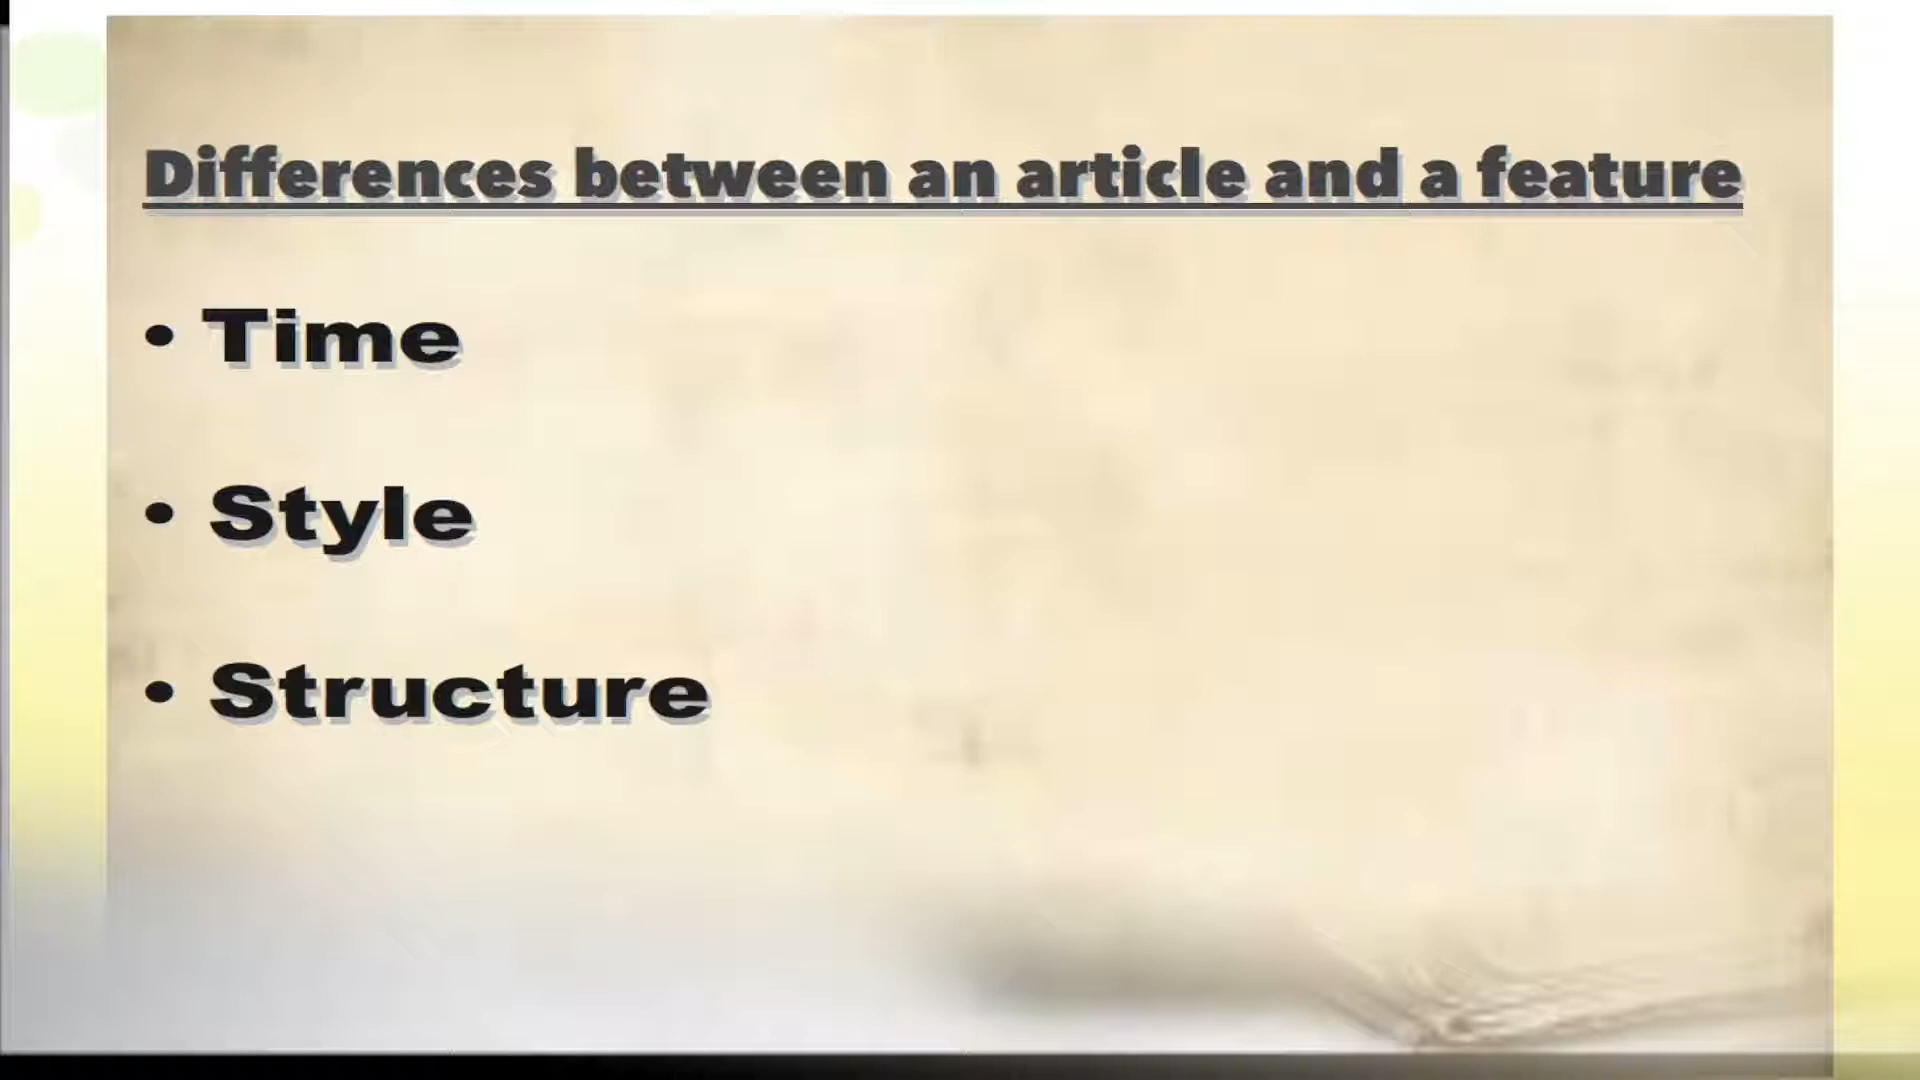 Differences between an article and a feature
• Time
• Style
• Structure